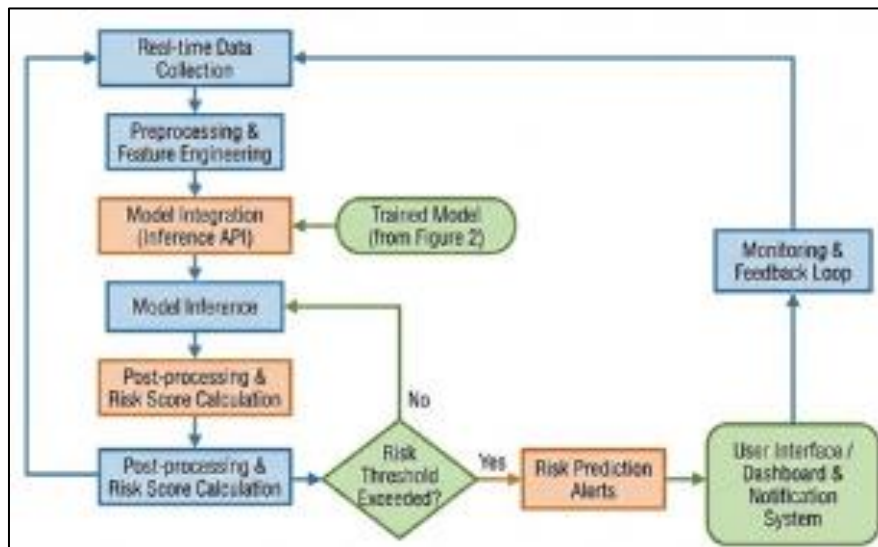 Real-time Data
Collection
Preprocessing &
Feature Engineering
Model Integration
(Inference API)
Trained Model
(from Figure 2)
Monitoring &
Feedback Loop
Model Inference
Post-processing &
Risk Score Calculation
No
Post-processing &
Risk Score Calculation
Risk
Threshold
Exceeded?
Yes
Risk Prediction
Alerts
User Interface /
Dashboard &
Notification
System